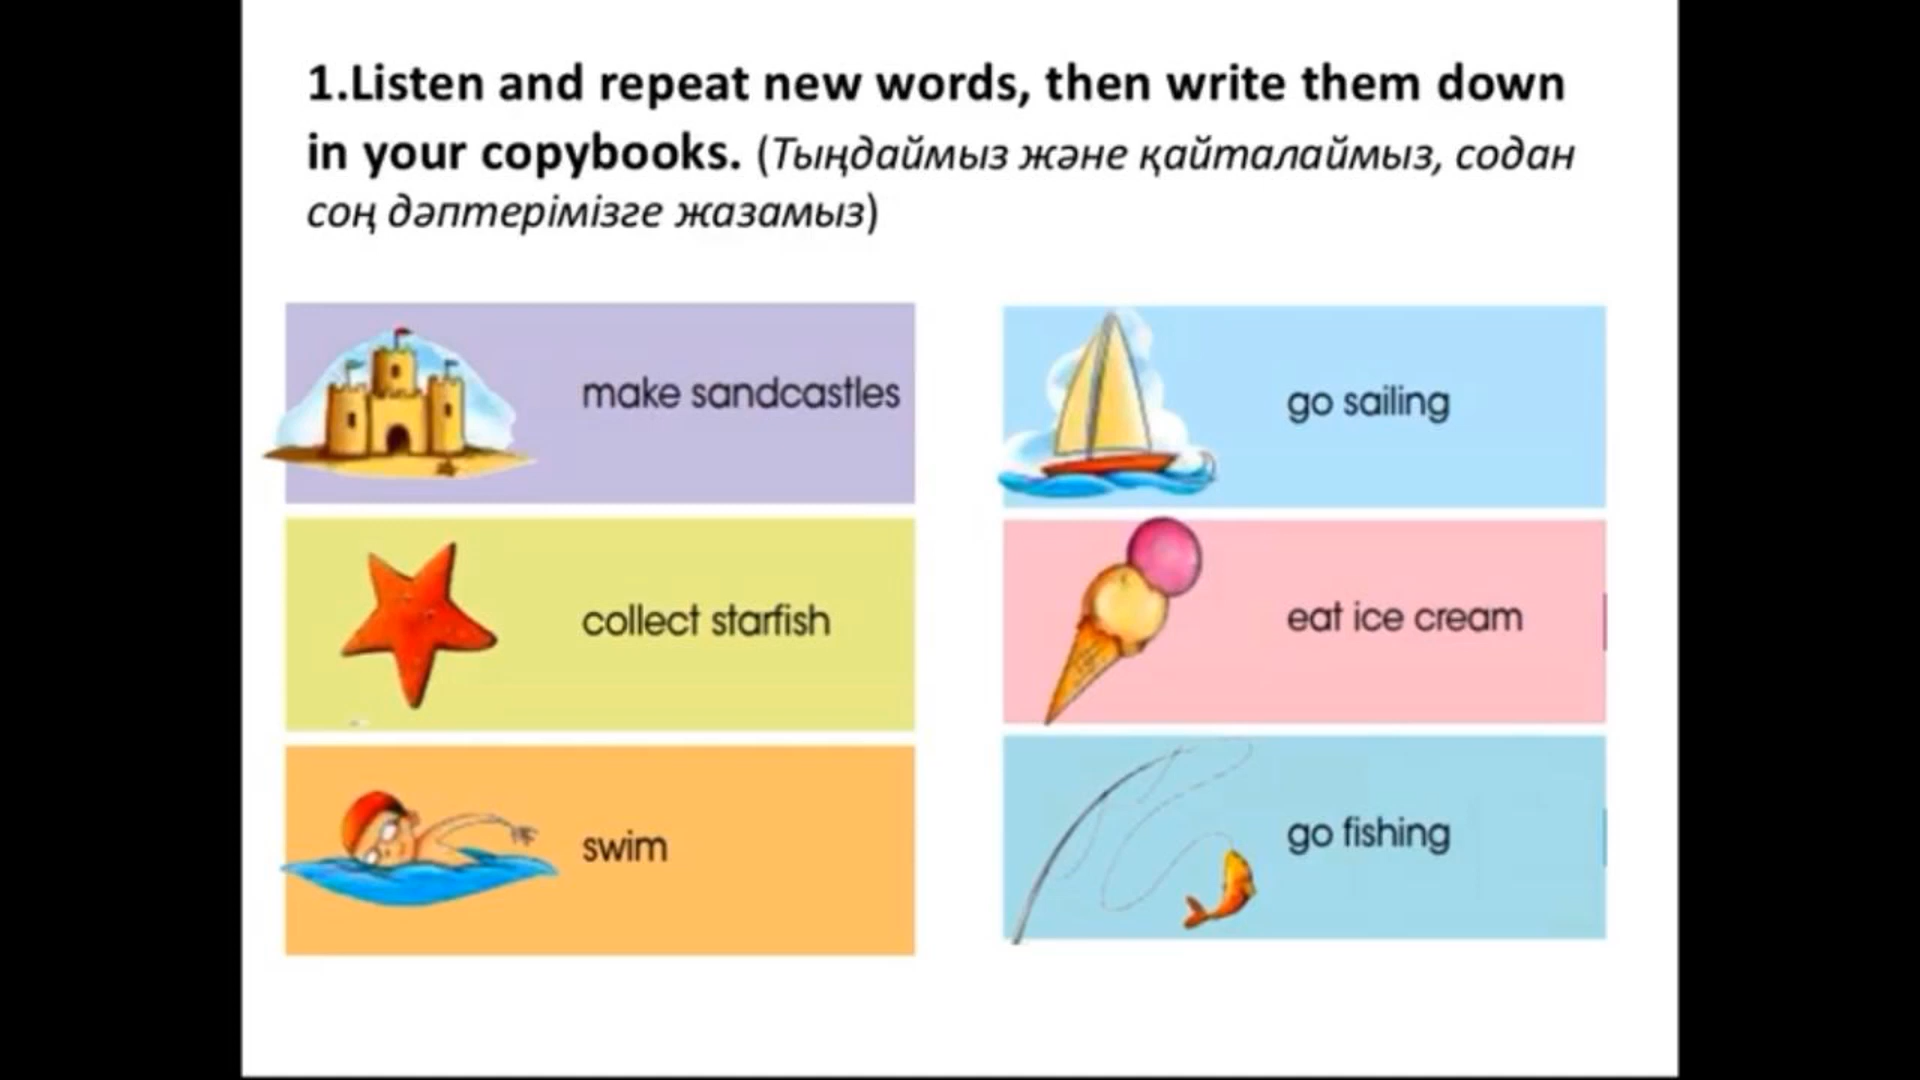 1.Listen and repeat new words, then write them down
in your copybooks. (Тыңдаймыз және қайталаймыз, содан
соң дәптерімізге жазамыз)
make sandcastles
collect starfish
swim
go sailing
eat ice cream
go fishing